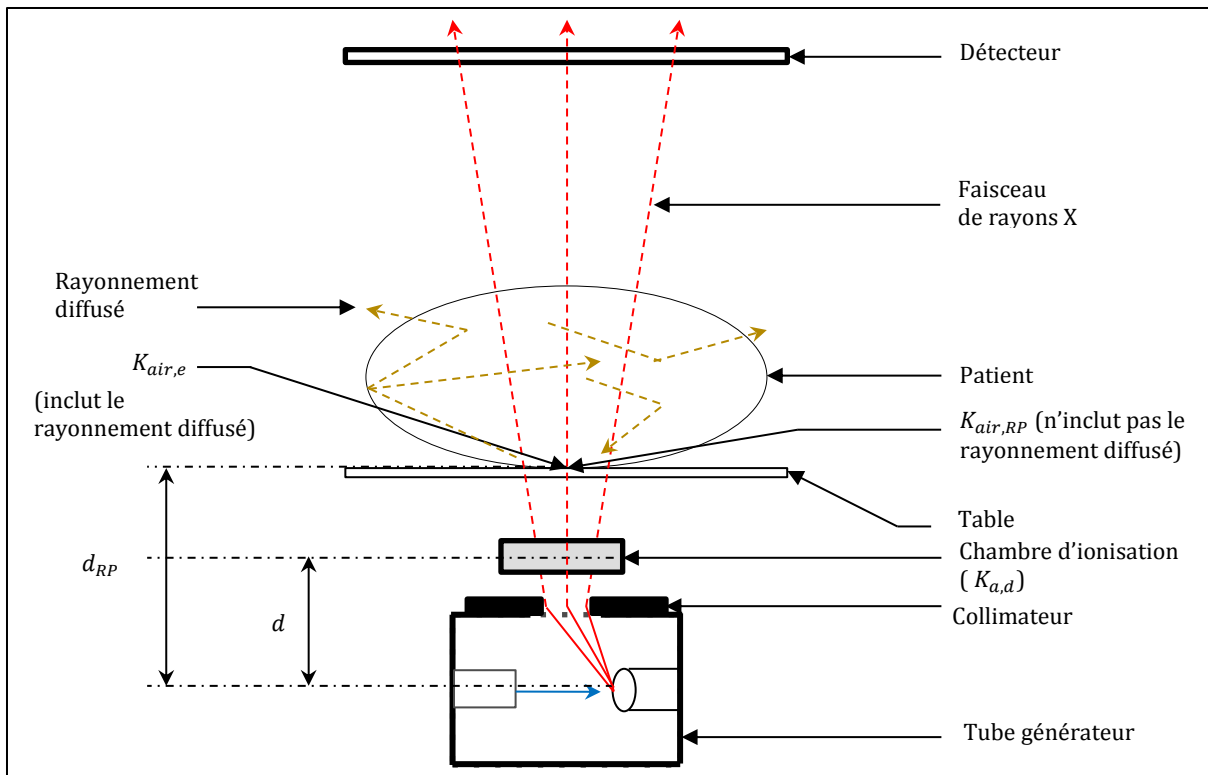 Détecteur
Faisceau
de rayons X
Rayonnement
diffusé
K_{air,e}
(inclut le
rayonnement diffusé)
Patient
K_{air,RP} (n'inclut pas le
rayonnement diffusé)
Table
Chambre d'ionisation
( K_{a,d})
Collimateur
d_{RP}
d
Tube générateur